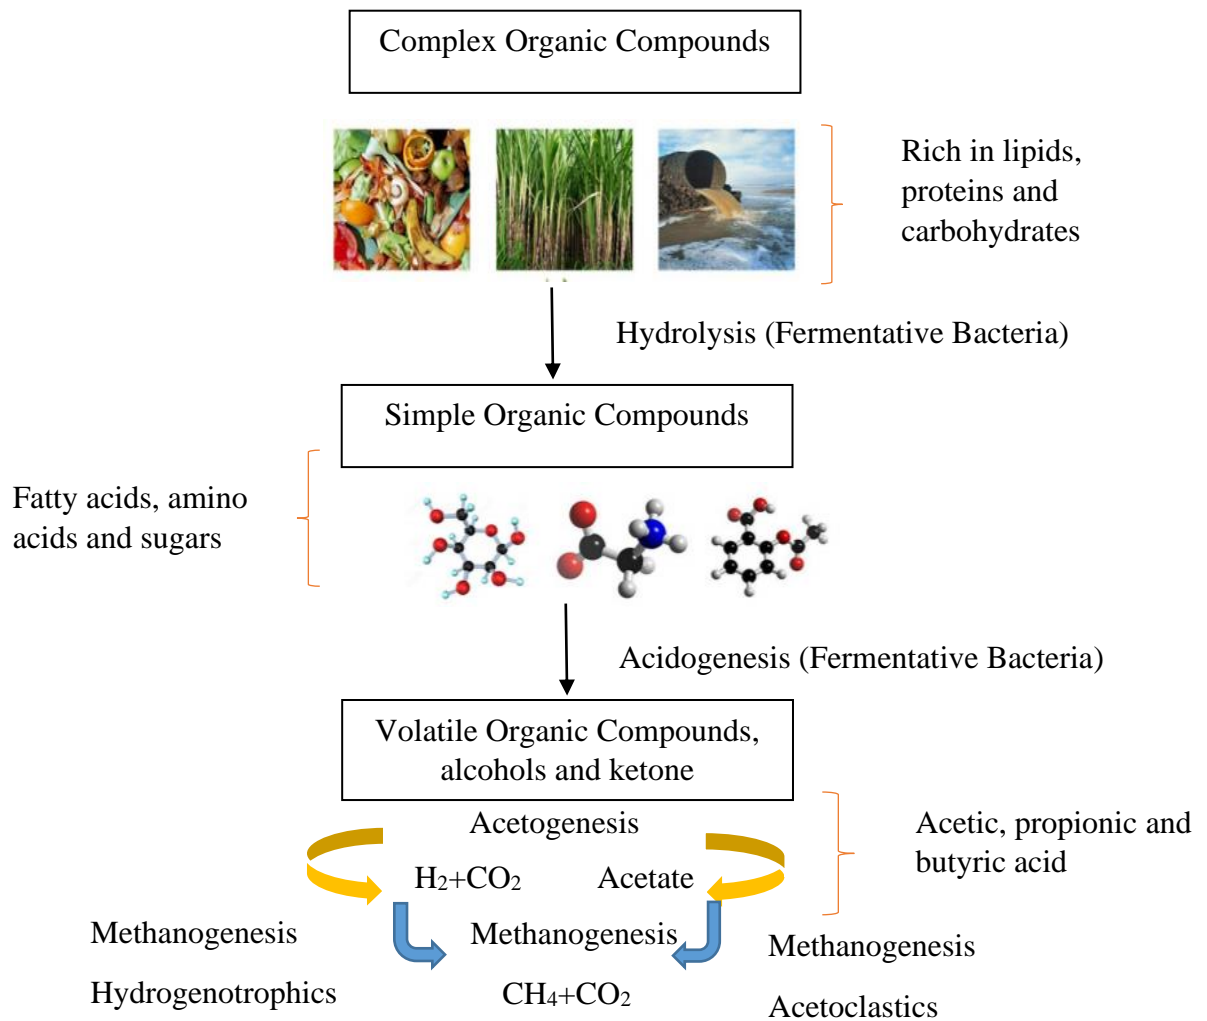 Complex Organic Compounds
Rich in lipids,
proteins and
carbohydrates
Hydrolysis (Fermentative Bacteria)
Simple Organic Compounds
Fatty acids, amino
acids and sugars
Acidogenesis (Fermentative Bacteria)
Volatile Organic Compounds,
alcohols and ketone
Acetic, propionic and
butyric acid
Acetogenesis
H₂+CO₂
Acetate
Methanogenesis
Hydrogenotrophics
Methanogenesis
CH₄+CO₂
Methanogenesis
Acetoclastics